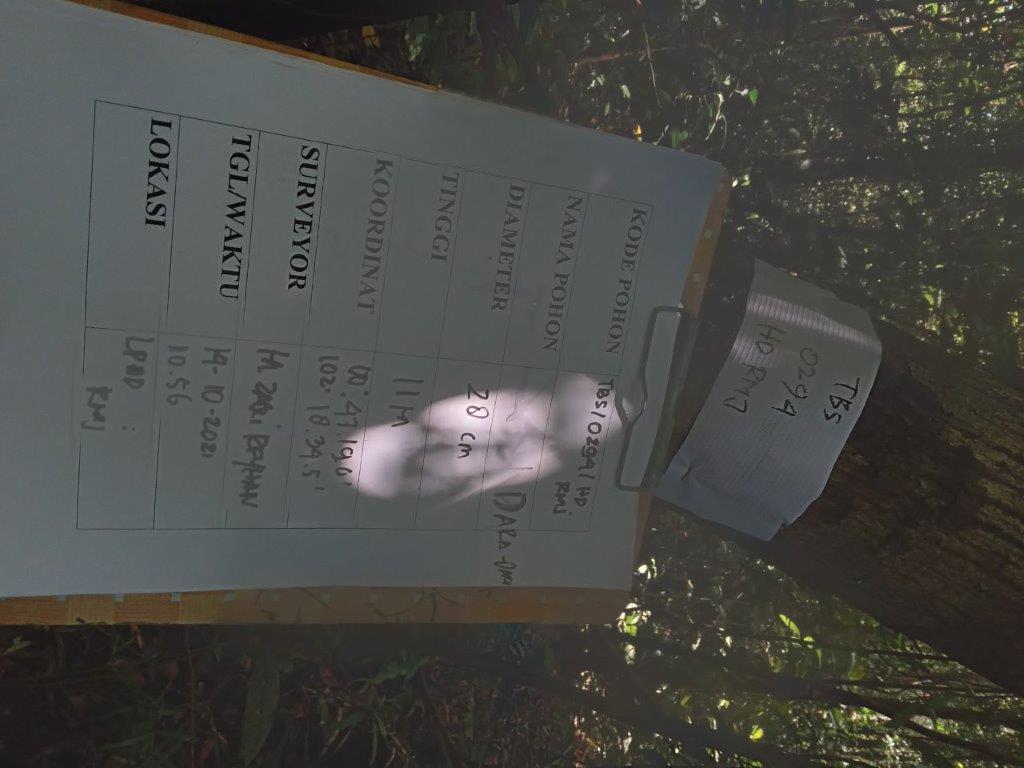 TBS
0294
HD RMJ
KODE POHON TBS/0294/HD
RMJ
NAMA POHON DARA-DARA
DIAMETER 28 cm
TINGGI 11 M
KOORDINAT 00°.47.19.0'
102° 18.34.5'
SURVEYOR M. ZAQRI REYHAN
TGL/WAKTU 14-10-2021
10.56
LOKASI LPHD :
RMJ